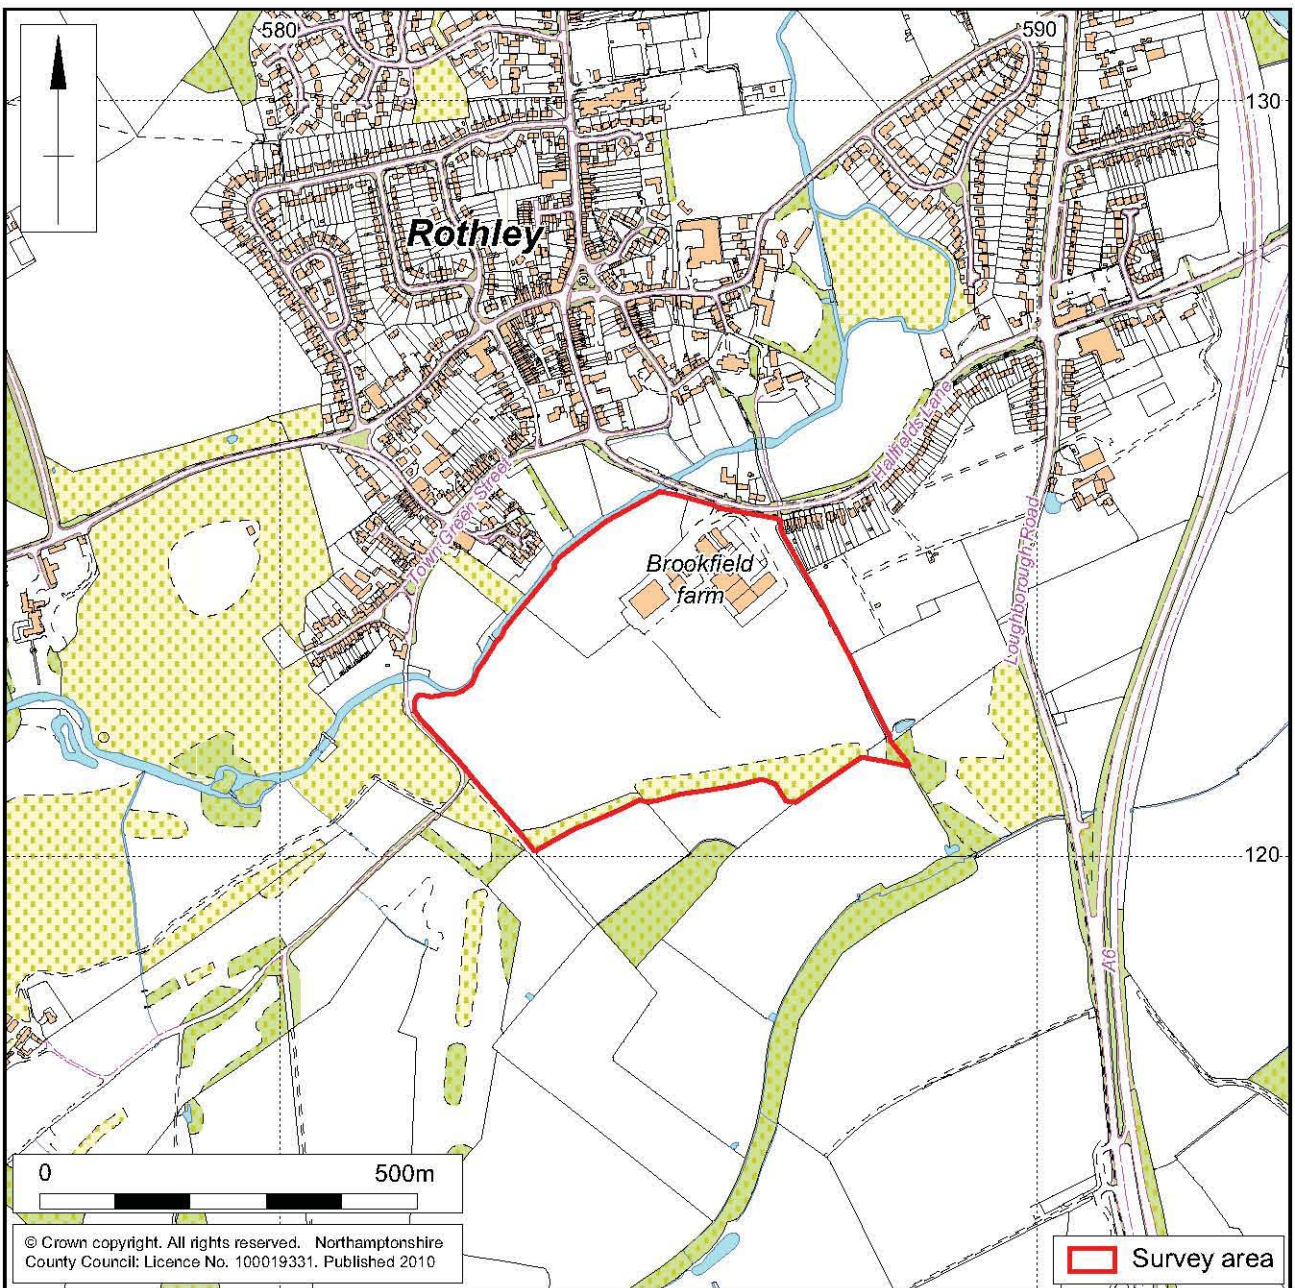 580
590
130
Rothley
Hallfields Lane
Town Green Street
Brookfield
farm
Loughborough Road
120
A6
0 500m
© Crown copyright. All rights reserved. Northamptonshire
County Council: Licence No. 100019331. Published 2010
Survey area